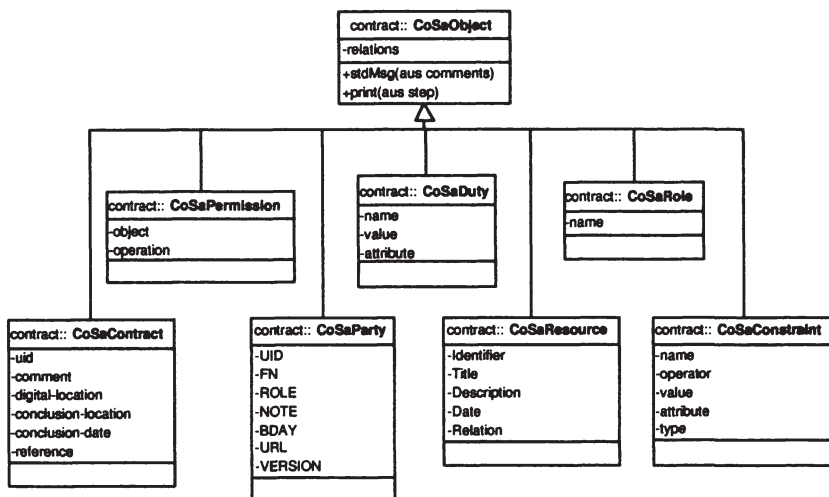 contract:: CoSaObject
-relations
+stdMsg(aus comments)
+print(aus step)
contract:: CoSaPermission
-object
-operation
contract:: CoSaDuty
-name
-value
-attribute
contract:: CoSaRole
-name
contract:: CoSaContract
-uid
-comment
-digital-location
-conclusion-location
-conclusion-date
-reference
contract:: CoSaParty
-UID
-FN
-ROLE
-NOTE
-BDAY
-URL
-VERSION
contract:: CoSaResource
-Identifier
-Title
-Description
-Date
-Relation
contract:: CoSaConstraint
-name
-operator
-value
-attribute
-type